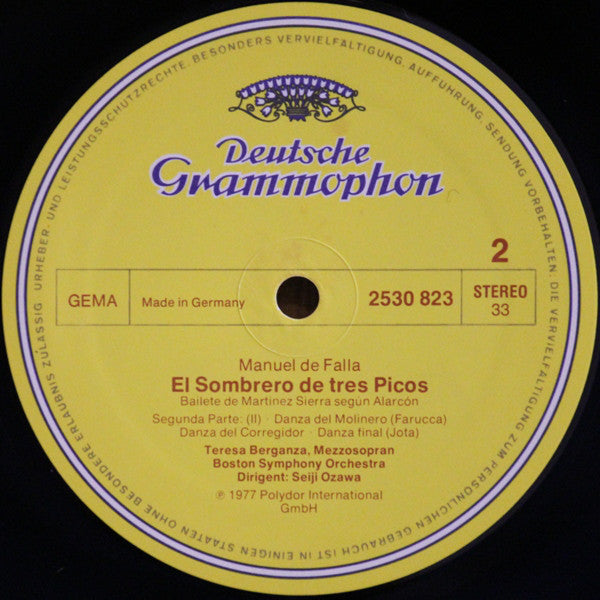 URHEBER- UND LEISTUNGSSCHUTZRECHTE, BESONDERS VERVIELFÄLTIGUNG, AUFFÜHRUNG, SENDUNG VORBEHALTEN; DIE VERVIELFÄLTIGUNG ZUM PERSÖNLICHEN GEBRAUCH IST IN EINIGEN STAATEN OHNE BESONDERE ERLAUBNIS ZULÄSSIG
Deutsche
Grammophon
2
GEMA Made in Germany 2530 823 STEREO
33
Manuel de Falla
El Sombrero de tres Picos
Bailete de Martinez Sierra según Alarcón
Segunda Parte: (II) · Danza del Molinero (Farucca)
Danza del Corregidor · Danza final (Jota)
Teresa Berganza, Mezzosopran
Boston Symphony Orchestra
Dirigent: Seiji Ozawa
℗ 1977 Polydor International
GmbH